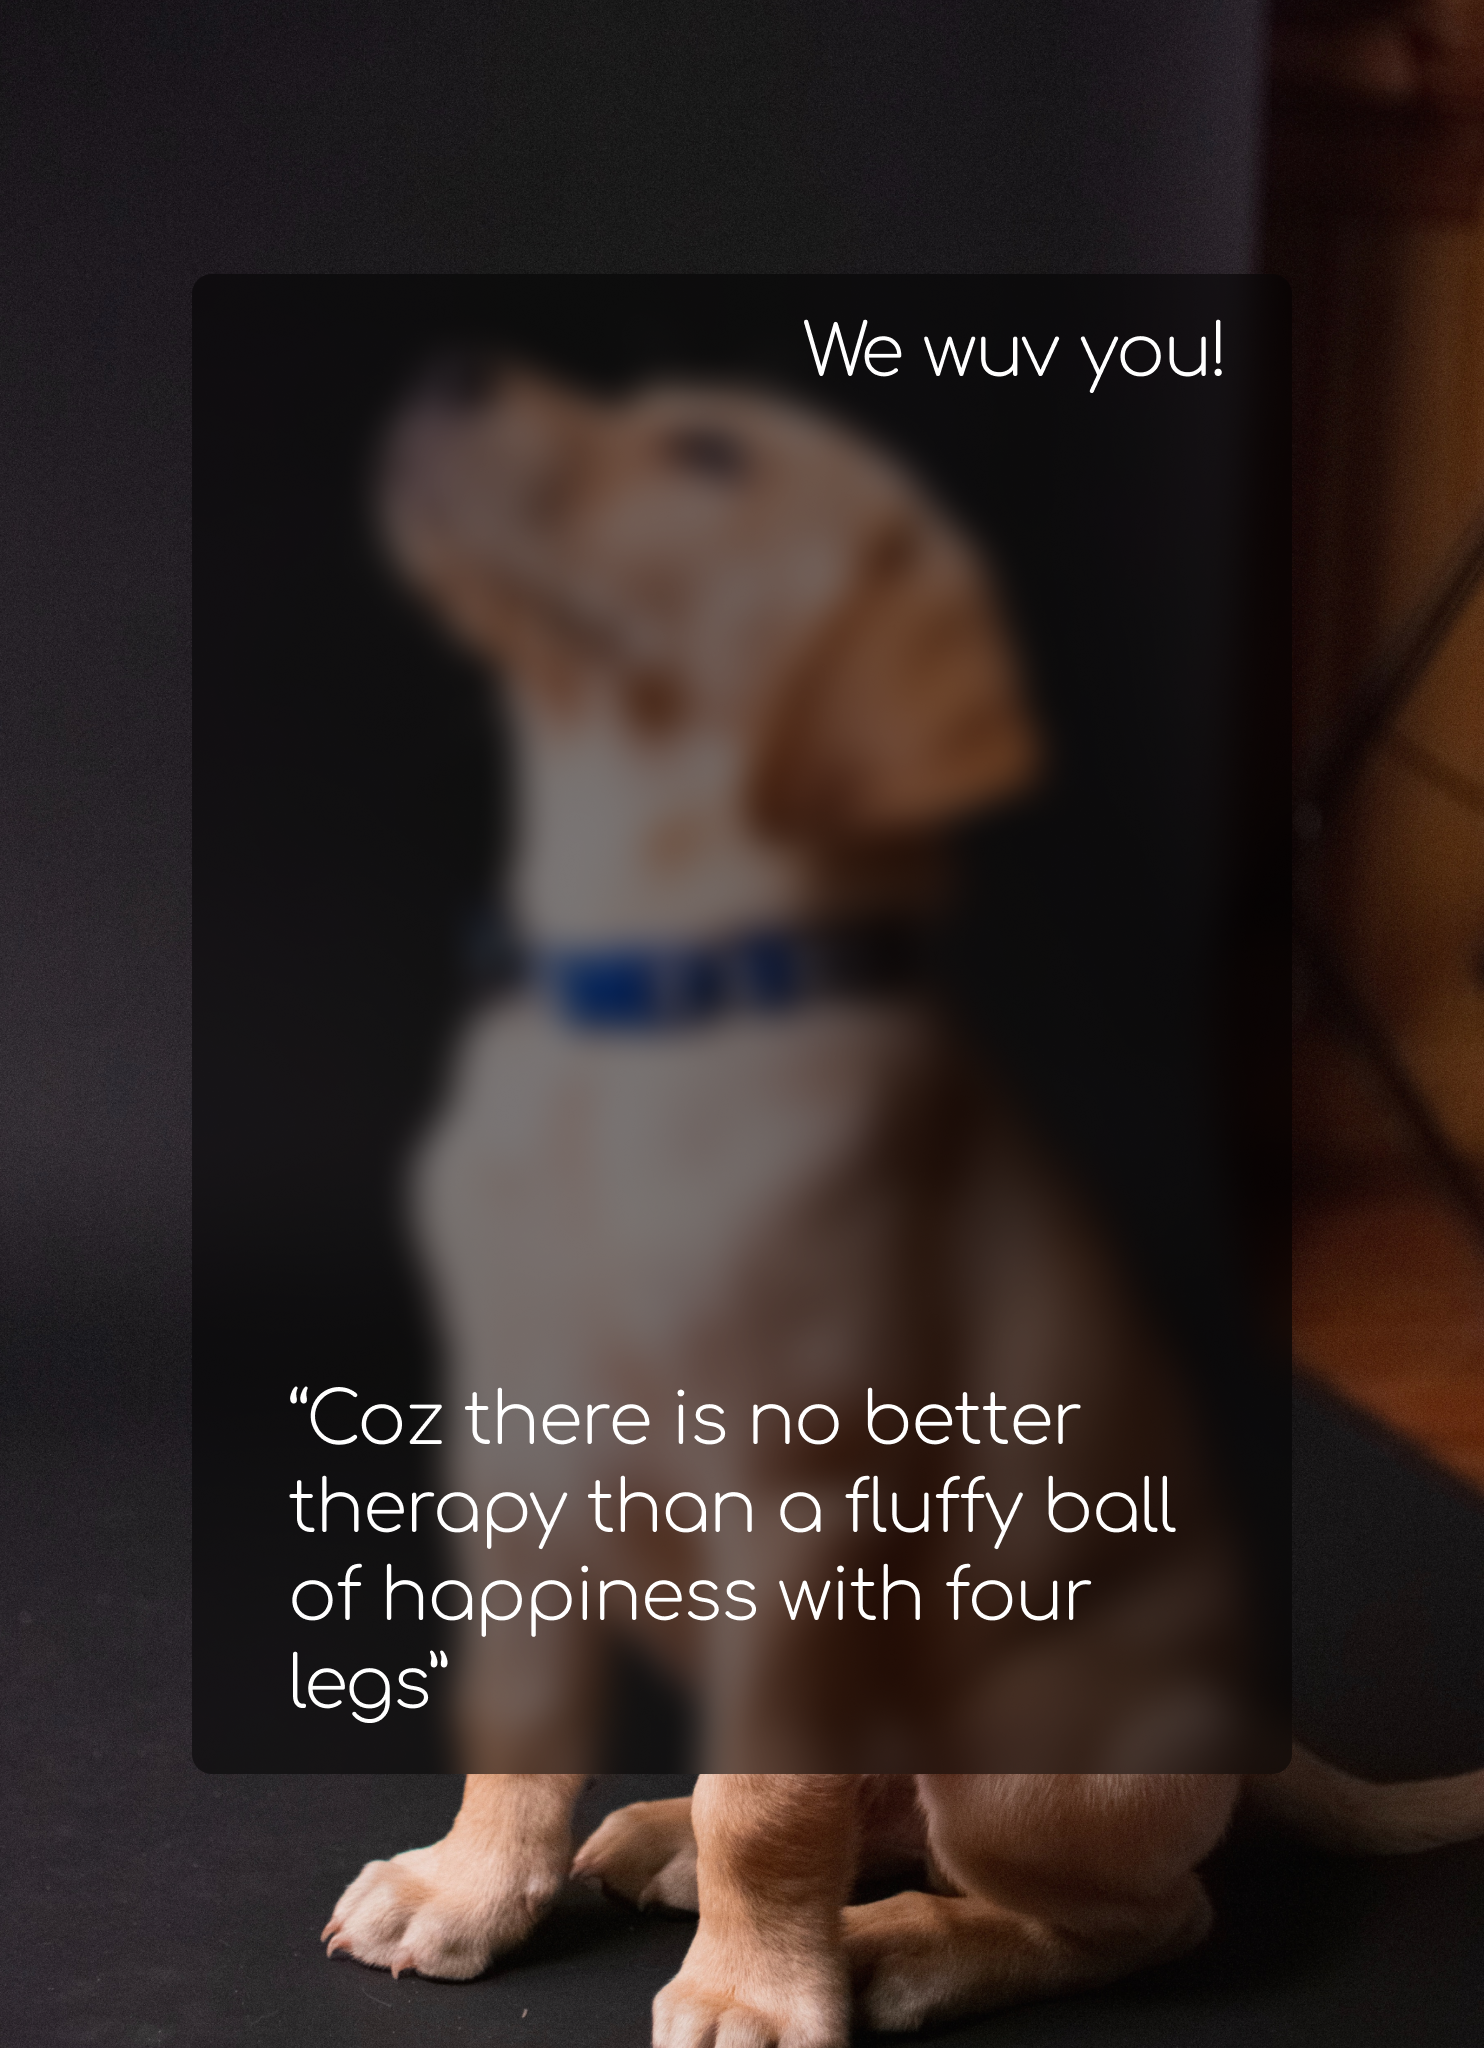 We wuv you!
“Coz there is no better
therapy than a fluffy ball
of happiness with four
legs”